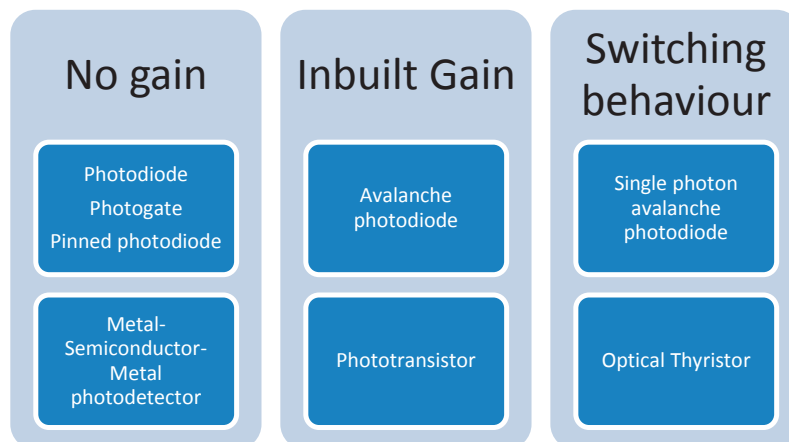 No gain
Photodiode
Photogate
Pinned photodiode
Metal-
Semiconductor-
Metal
photodetector
Inbuilt Gain
Avalanche
photodiode
Phototransistor
Switching
behaviour
Single photon
avalanche
photodiode
Optical Thyristor